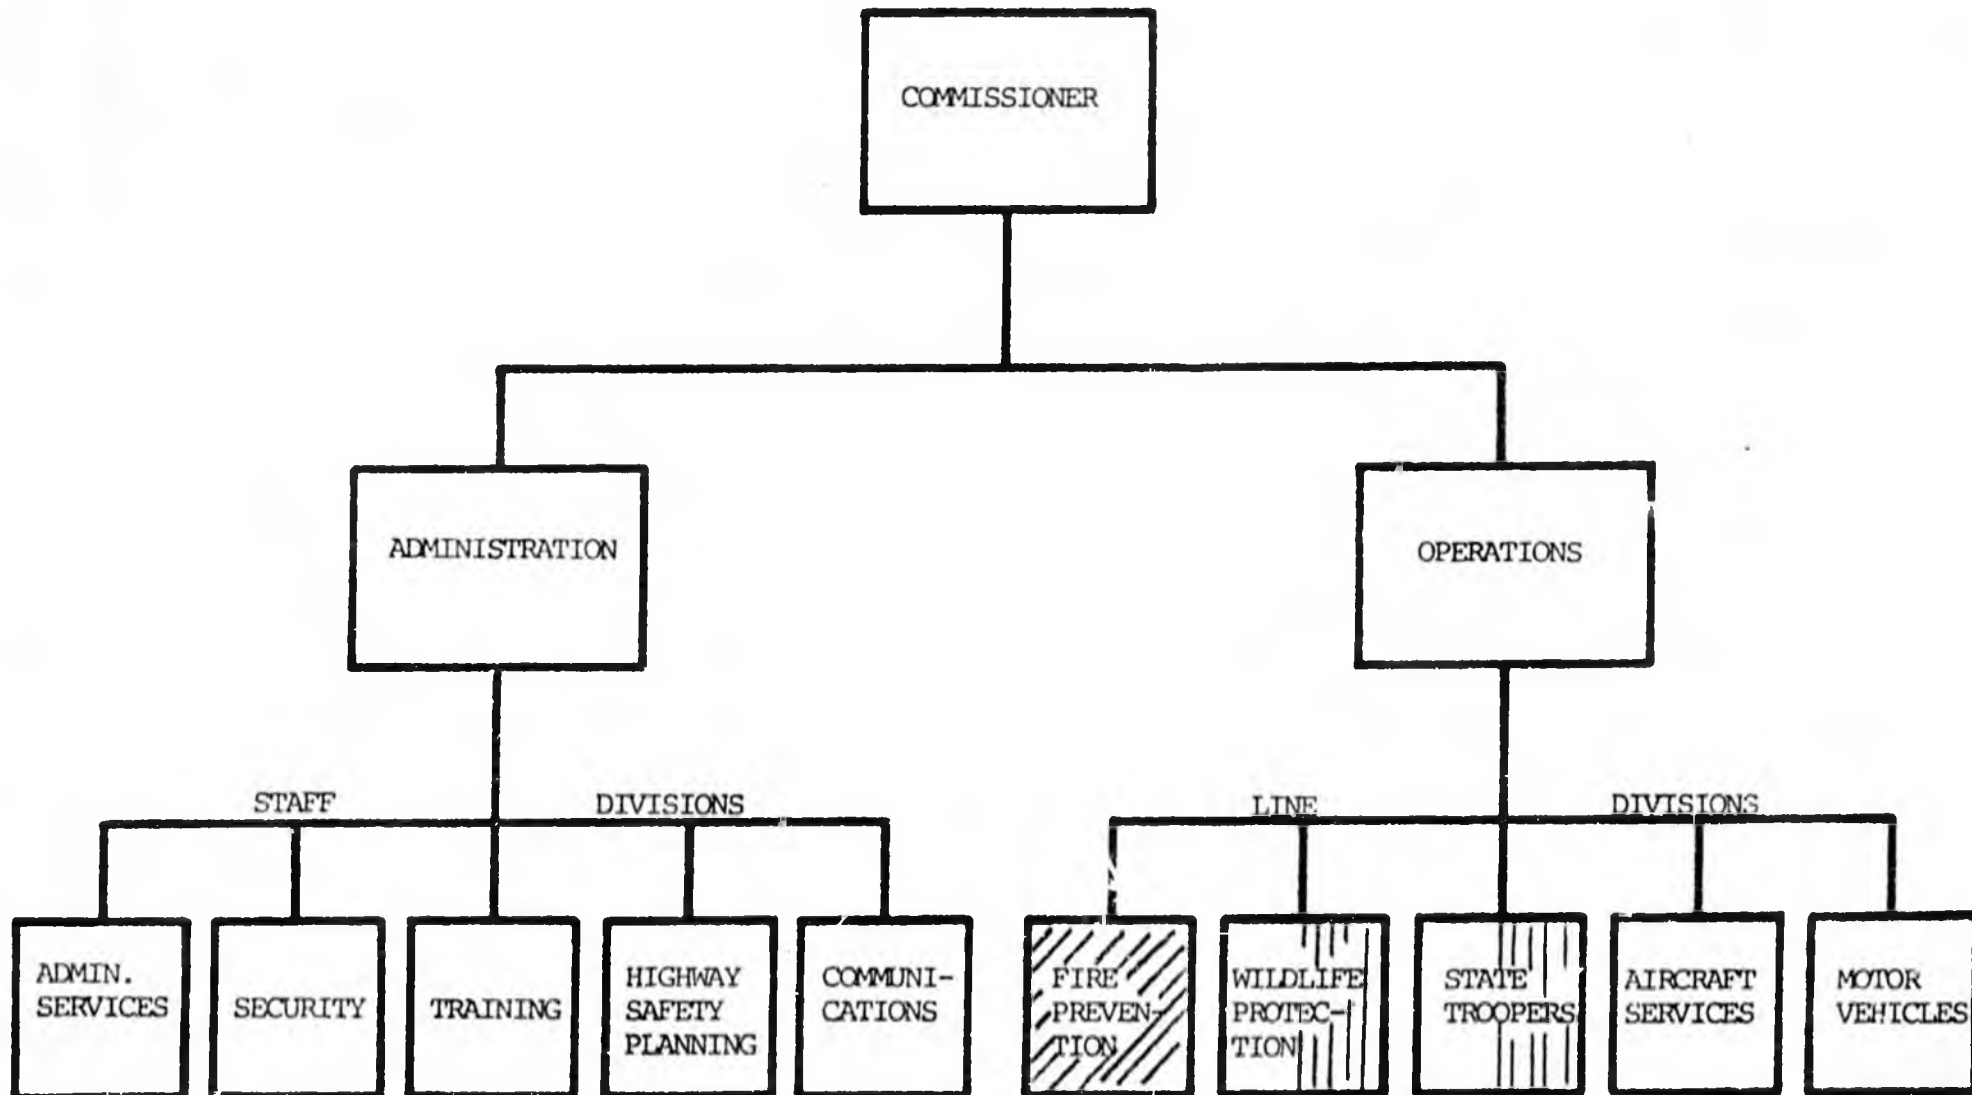 COMMISSIONER
ADMINISTRATION
OPERATIONS
STAFF DIVISIONS
LINE DIVISIONS
ADMIN.
SERVICES
SECURITY
TRAINING
HIGHWAY
SAFETY
PLANNING
COMMUNI-
CATIONS
FIRE
PREVEN-
TION
WILDLIFE
PROTEC-
TION
STATE
TROOPERS
AIRCRAFT
SERVICES
MOTOR
VEHICLES